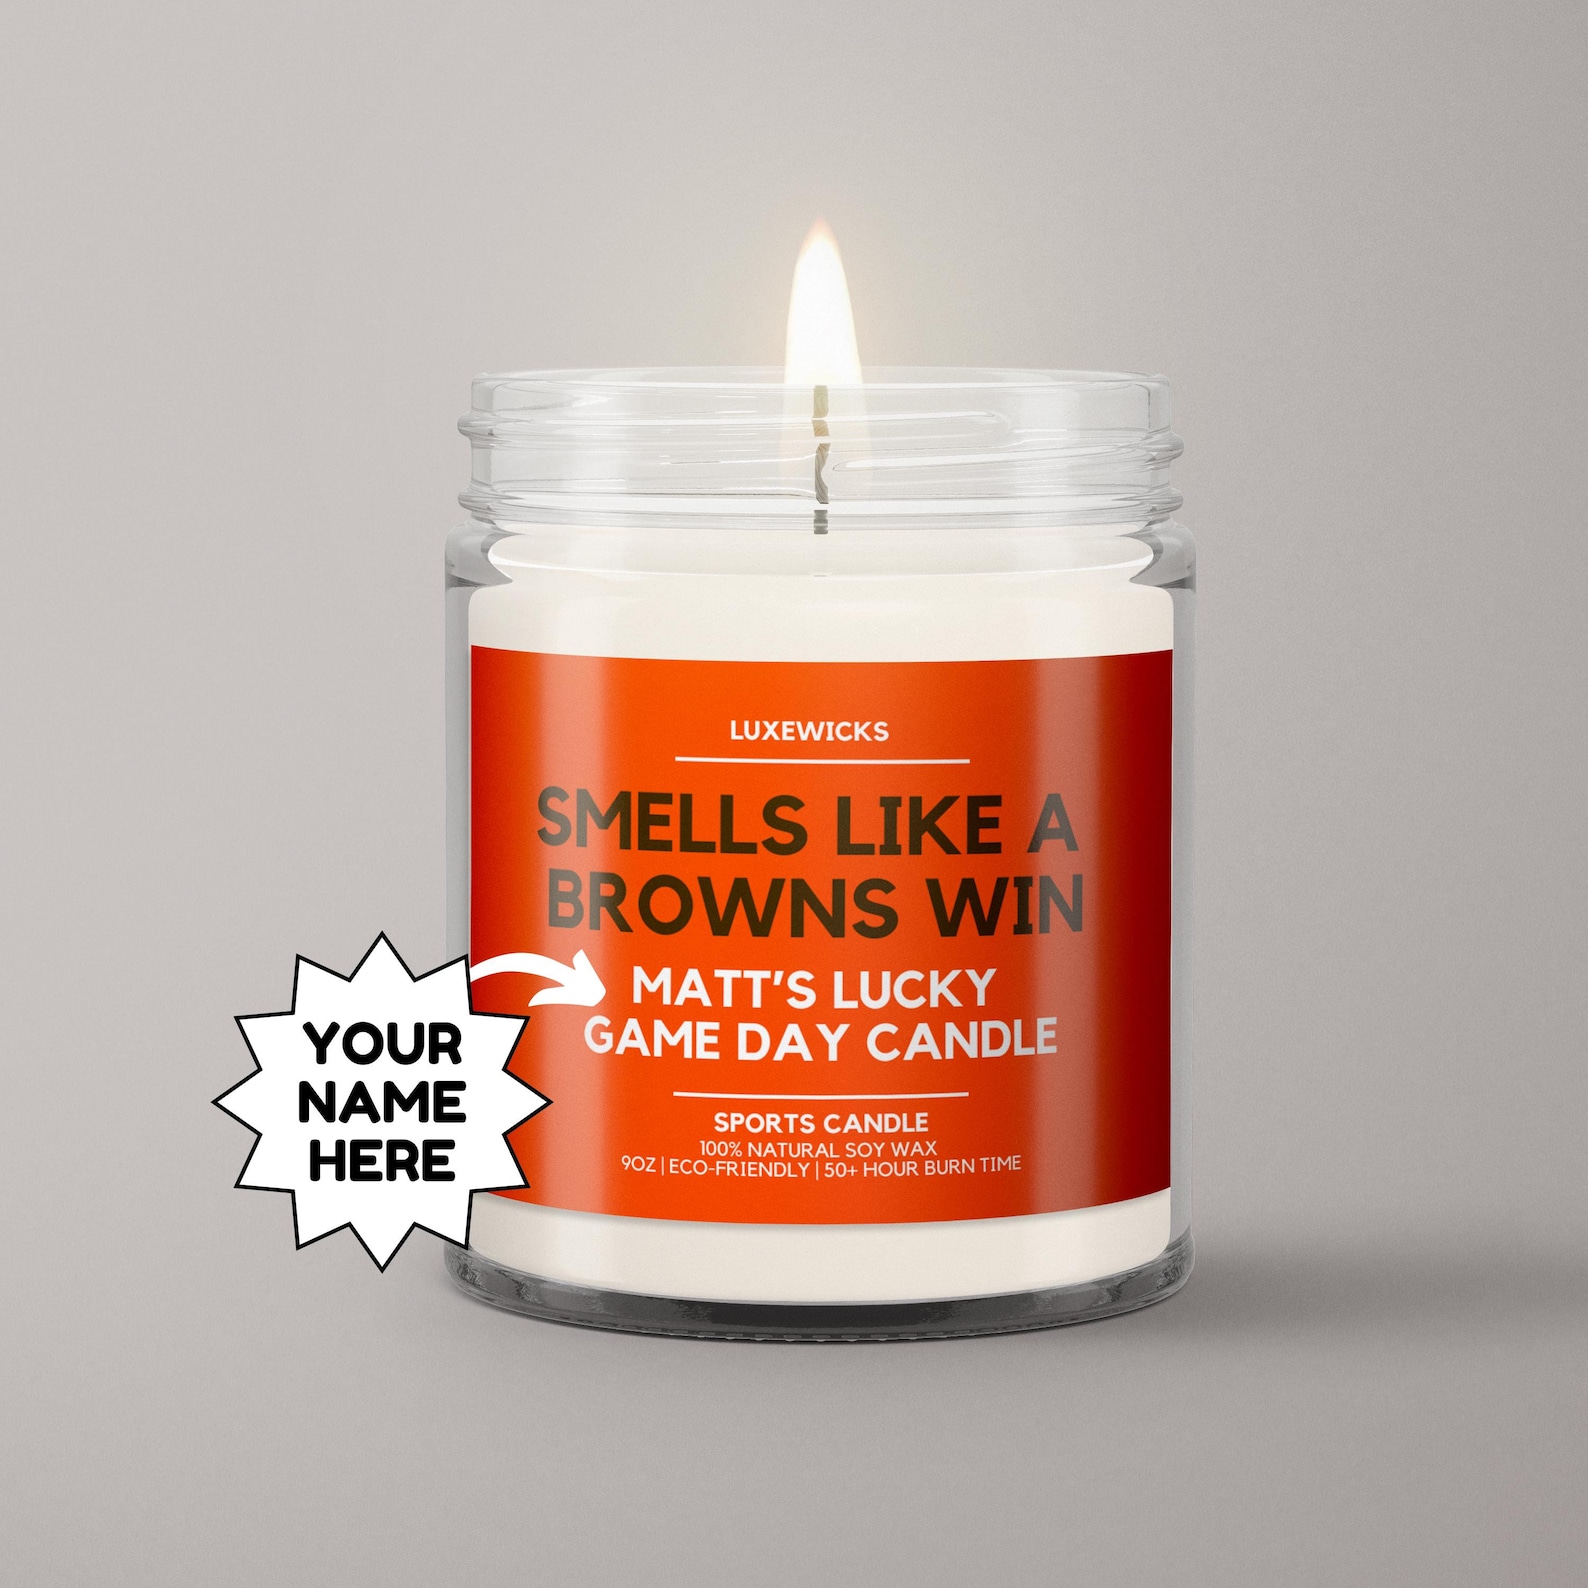 LUXEWICKS
SMELLS LIKE A
BROWNS WIN
MATT'S LUCKY
GAME DAY CANDLE
SPORTS CANDLE
100% NATURAL SOY WAX
9OZ | ECO-FRIENDLY | 50+ HOUR BURN TIME
YOUR
NAME
HERE